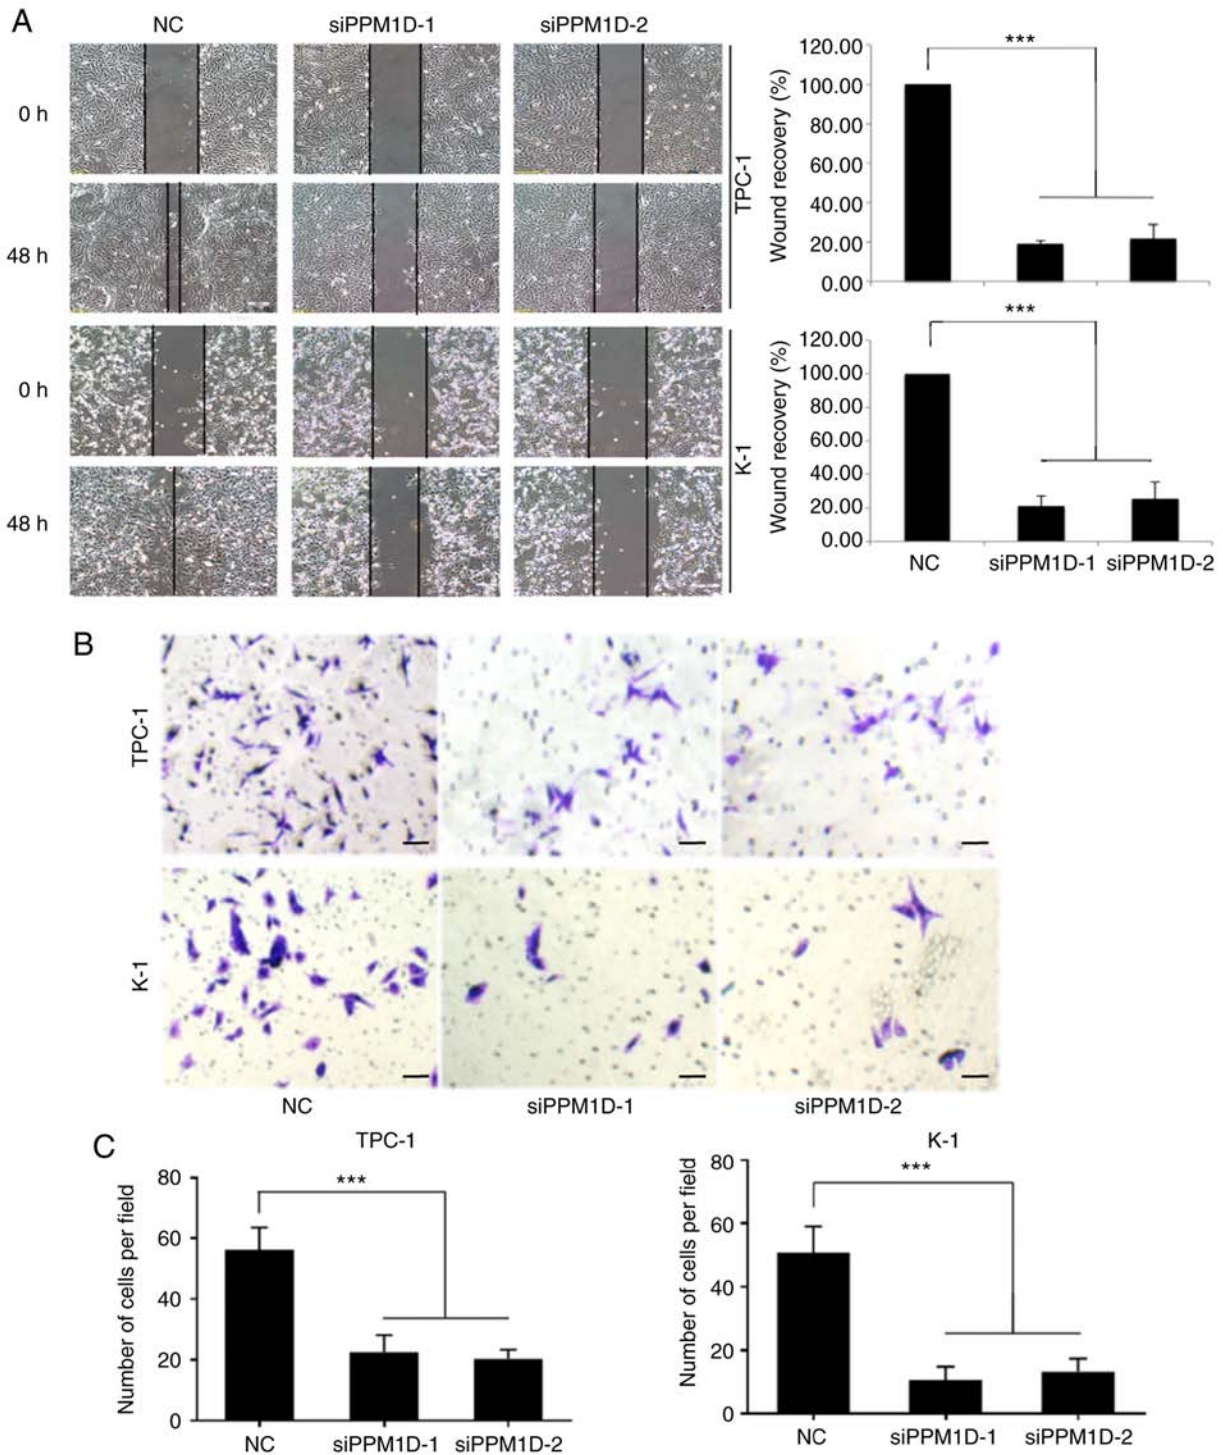 A
NC siPPM1D-1 siPPM1D-2
0 h
48 h
TPC-1
0 h
48 h
K-1
Wound recovery (%)
120.00
100.00
80.00
60.00
40.00
20.00
0.00
***
Wound recovery (%)
120.00
100.00
80.00
60.00
40.00
20.00
0.00
***
NC siPPM1D-1 siPPM1D-2
B
TPC-1
K-1
NC siPPM1D-1 siPPM1D-2
C
TPC-1
Number of cells per field
80
60
40
20
0
***
NC siPPM1D-1 siPPM1D-2
K-1
Number of cells per field
80
60
40
20
0
***
NC siPPM1D-1 siPPM1D-2